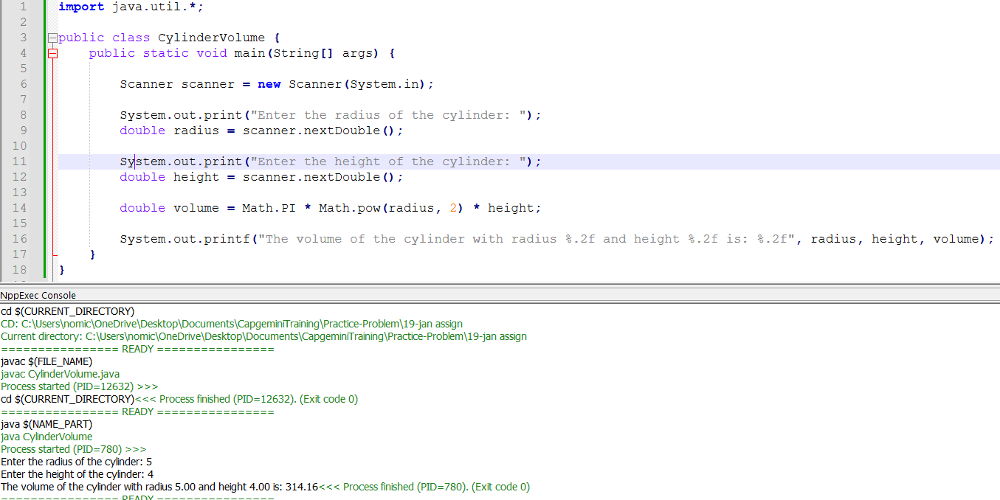 1 import java.util.*;
2
3 public class CylinderVolume {
4 public static void main(String[] args) {
5
6 Scanner scanner = new Scanner(System.in);
7
8 System.out.print("Enter the radius of the cylinder: ");
9 double radius = scanner.nextDouble();
10
11 System.out.print("Enter the height of the cylinder: ");
12 double height = scanner.nextDouble();
13
14 double volume = Math.PI * Math.pow(radius, 2) * height;
15
16 System.out.printf("The volume of the cylinder with radius %.2f and height %.2f is: %.2f", radius, height, volume);
17 }
18 }
NppExec Console
cd $(CURRENT_DIRECTORY)
CD: C:\Users\nomic\OneDrive\Desktop\Documents\CapgeminiTraining\Practice-Problem\19-jan assign
Current directory: C:\Users\nomic\OneDrive\Desktop\Documents\CapgeminiTraining\Practice-Problem\19-jan assign
================ READY ================
javac $(FILE_NAME)
javac CylinderVolume.java
Process started (PID=12632) >>>
cd $(CURRENT_DIRECTORY)<<< Process finished (PID=12632). (Exit code 0)
================ READY ================
java $(NAME_PART)
java CylinderVolume
Process started (PID=780) >>>
Enter the radius of the cylinder: 5
Enter the height of the cylinder: 4
The volume of the cylinder with radius 5.00 and height 4.00 is: 314.16<<< Process finished (PID=780). (Exit code 0)
================ READY ================